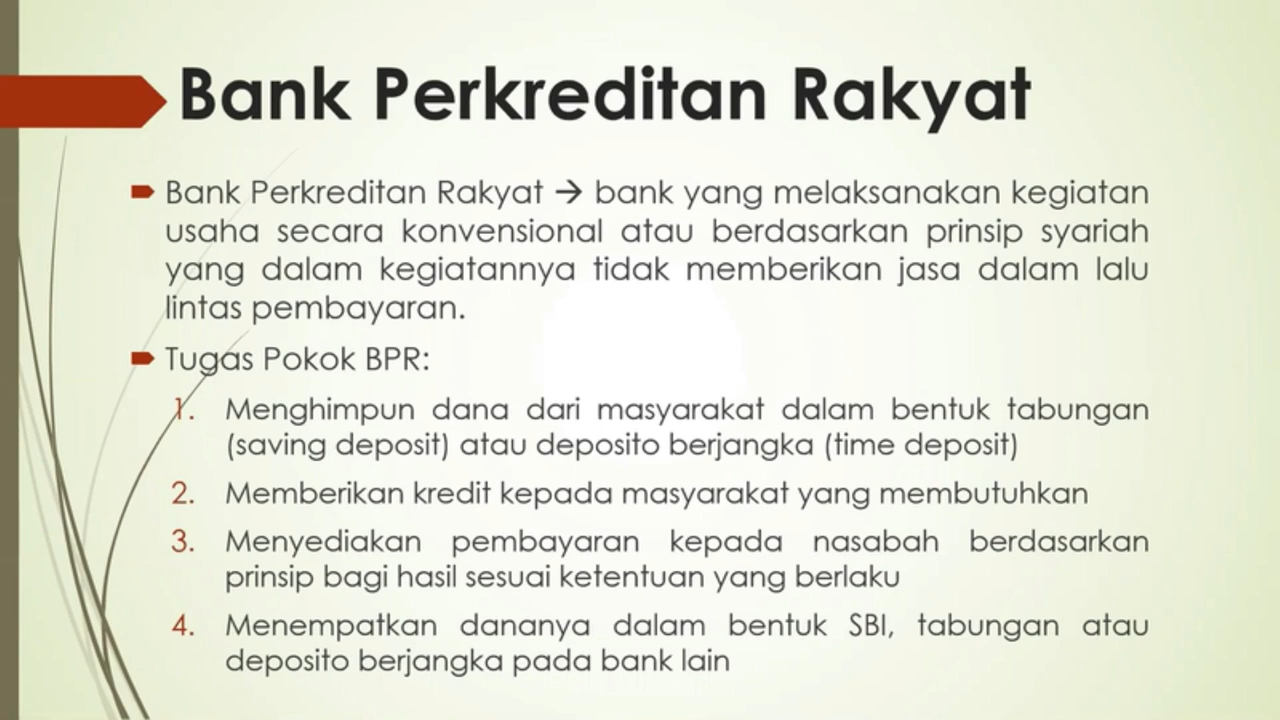 Bank Perkreditan Rakyat
Bank Perkreditan Rakyat → bank yang melaksanakan kegiatan
usaha secara konvensional atau berdasarkan prinsip syariah
yang dalam kegiatannya tidak memberikan jasa dalam lalu
lintas pembayaran.
Tugas Pokok BPR:
1. Menghimpun dana dari masyarakat dalam bentuk tabungan
(saving deposit) atau deposito berjangka (time deposit)
2. Memberikan kredit kepada masyarakat yang membutuhkan
3. Menyediakan pembayaran kepada nasabah berdasarkan
prinsip bagi hasil sesuai ketentuan yang berlaku
4. Menempatkan dananya dalam bentuk SBI, tabungan atau
deposito berjangka pada bank lain